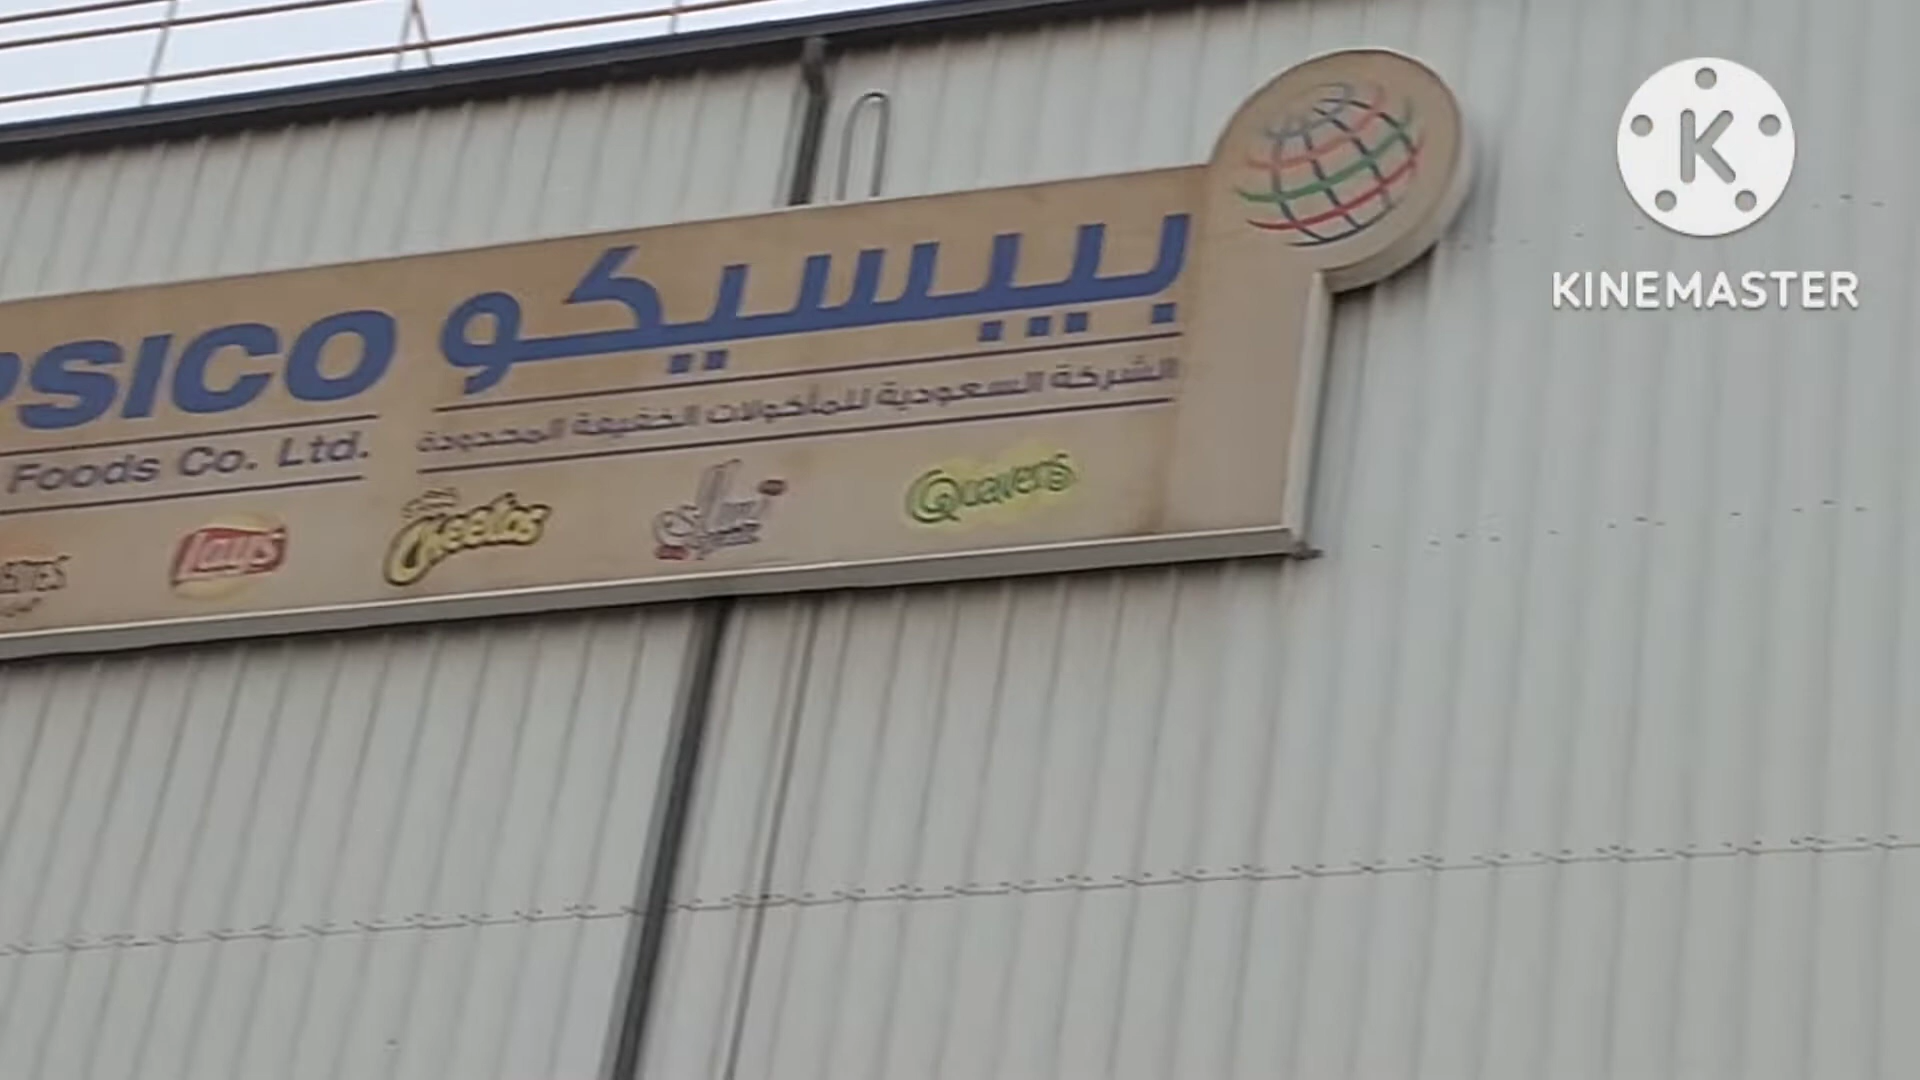 PSICO
بيبسيكو
Foods Co. Ltd.
الشركة السعودية للمأكولات الخفيفة المحدودة
Lay's
Cheetos
Quavers
K
KINEMASTER